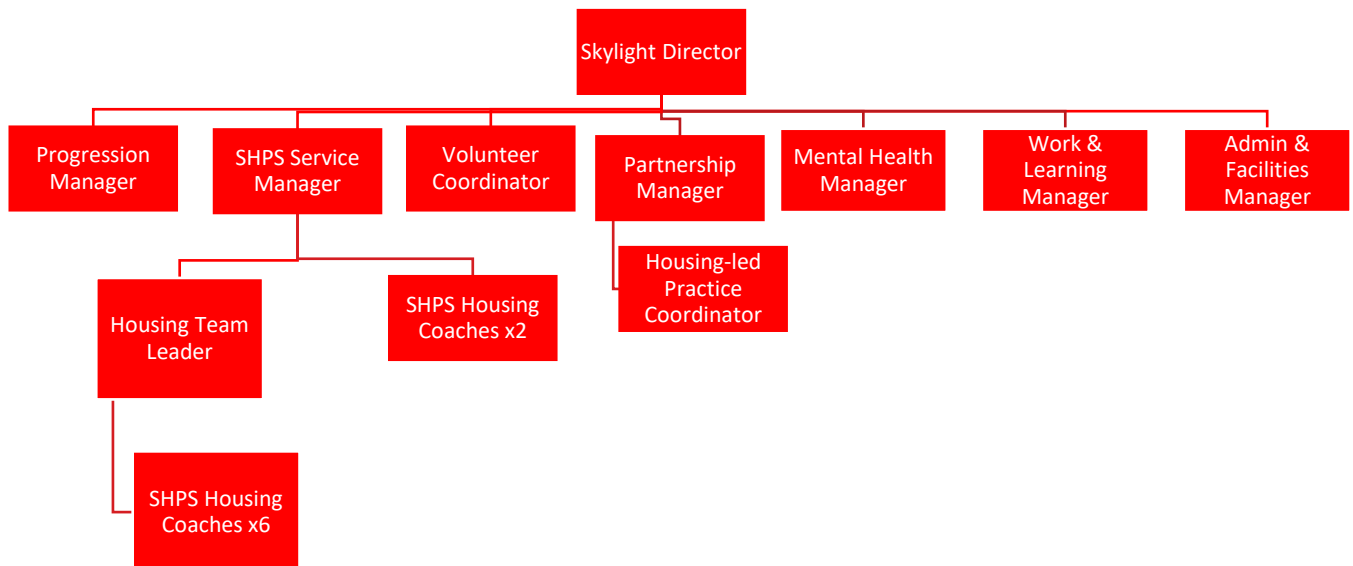 Skylight Director
Progression
Manager
SHPS Service
Manager
Volunteer
Coordinator
Partnership
Manager
Mental Health
Manager
Work &
Learning
Manager
Admin &
Facilities
Manager
Housing Team
Leader
SHPS Housing
Coaches x2
Housing-led
Practice
Coordinator
SHPS Housing
Coaches x6